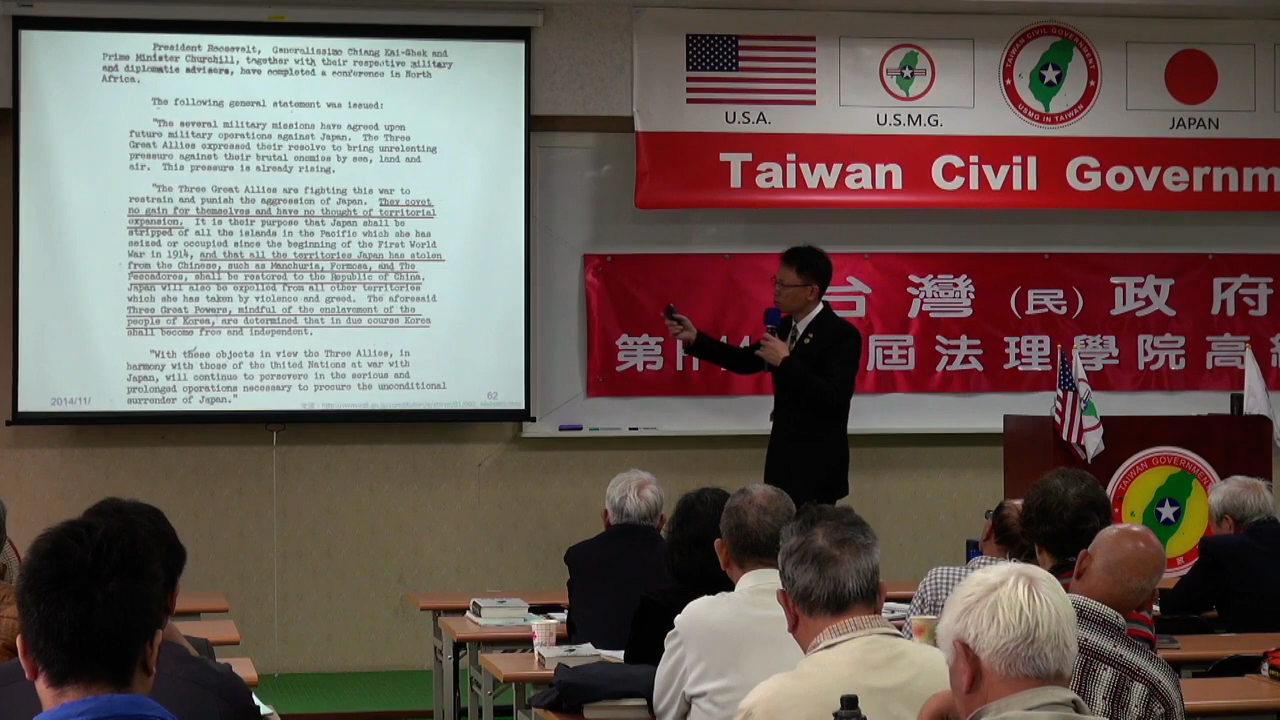 President Roosevelt, Generalissimo Chiang Kai-Shek and
Prime Minister Churchill, together with their respective military
and diplomatic advisers, have completed a conference in North
Africa.
The following general statement was issued:
"The several military missions have agreed upon
future military operations against Japan. The Three
Great Allies expressed their resolve to bring unrelenting
pressure against their brutal enemies by sea, land and
air. This pressure is already rising.
"The Three Great Allies are fighting this war to
restrain and punish the aggression of Japan. They covet
no gain for themselves and have no thought of territorial
expansion. It is their purpose that Japan shall be
stripped of all the islands in the Pacific which she has
seized or occupied since the beginning of the First World
War in 1914, and that all the territories Japan has stolen
from the Chinese, such as Manchuria, Formosa, and The
Pescadores, shall be restored to the Republic of China.
Japan will also be expelled from all other territories
which she has taken by violence and greed. The aforesaid
Three Great Powers, mindful of the enslavement of the
people of Korea, are determined that in due course Korea
shall become free and independent.
"With these objects in view the Three Allies, in
harmony with those of the United Nations at war with
Japan, will continue to persevere in the serious and
prolonged operations necessary to procure the unconditional
surrender of Japan."
2014/11/
62
U.S.A.
U.S.M.G.
TAIWAN CIVIL GOVERNMENT
USMG IN TAIWAN
JAPAN
Taiwan Civil Governm
台灣(民)政府
第 屆法理學院高
TAIWAN GOVERNMEN